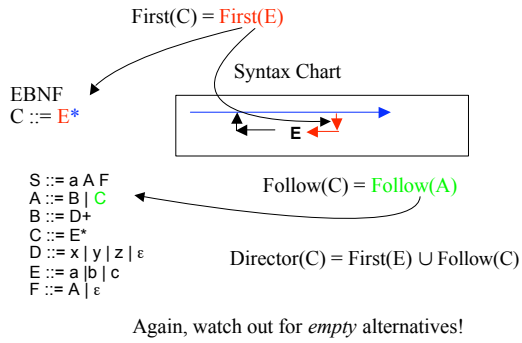 First(C) = First(E)
Syntax Chart
EBNF
C ::= E*
E
S ::= a A F
A ::= B | C
B ::= D+
C ::= E*
D ::= x | y | z | ε
E ::= a |b | c
F ::= A | ε
Follow(C) = Follow(A)
Director(C) = First(E) ∪ Follow(C)
Again, watch out for empty alternatives!